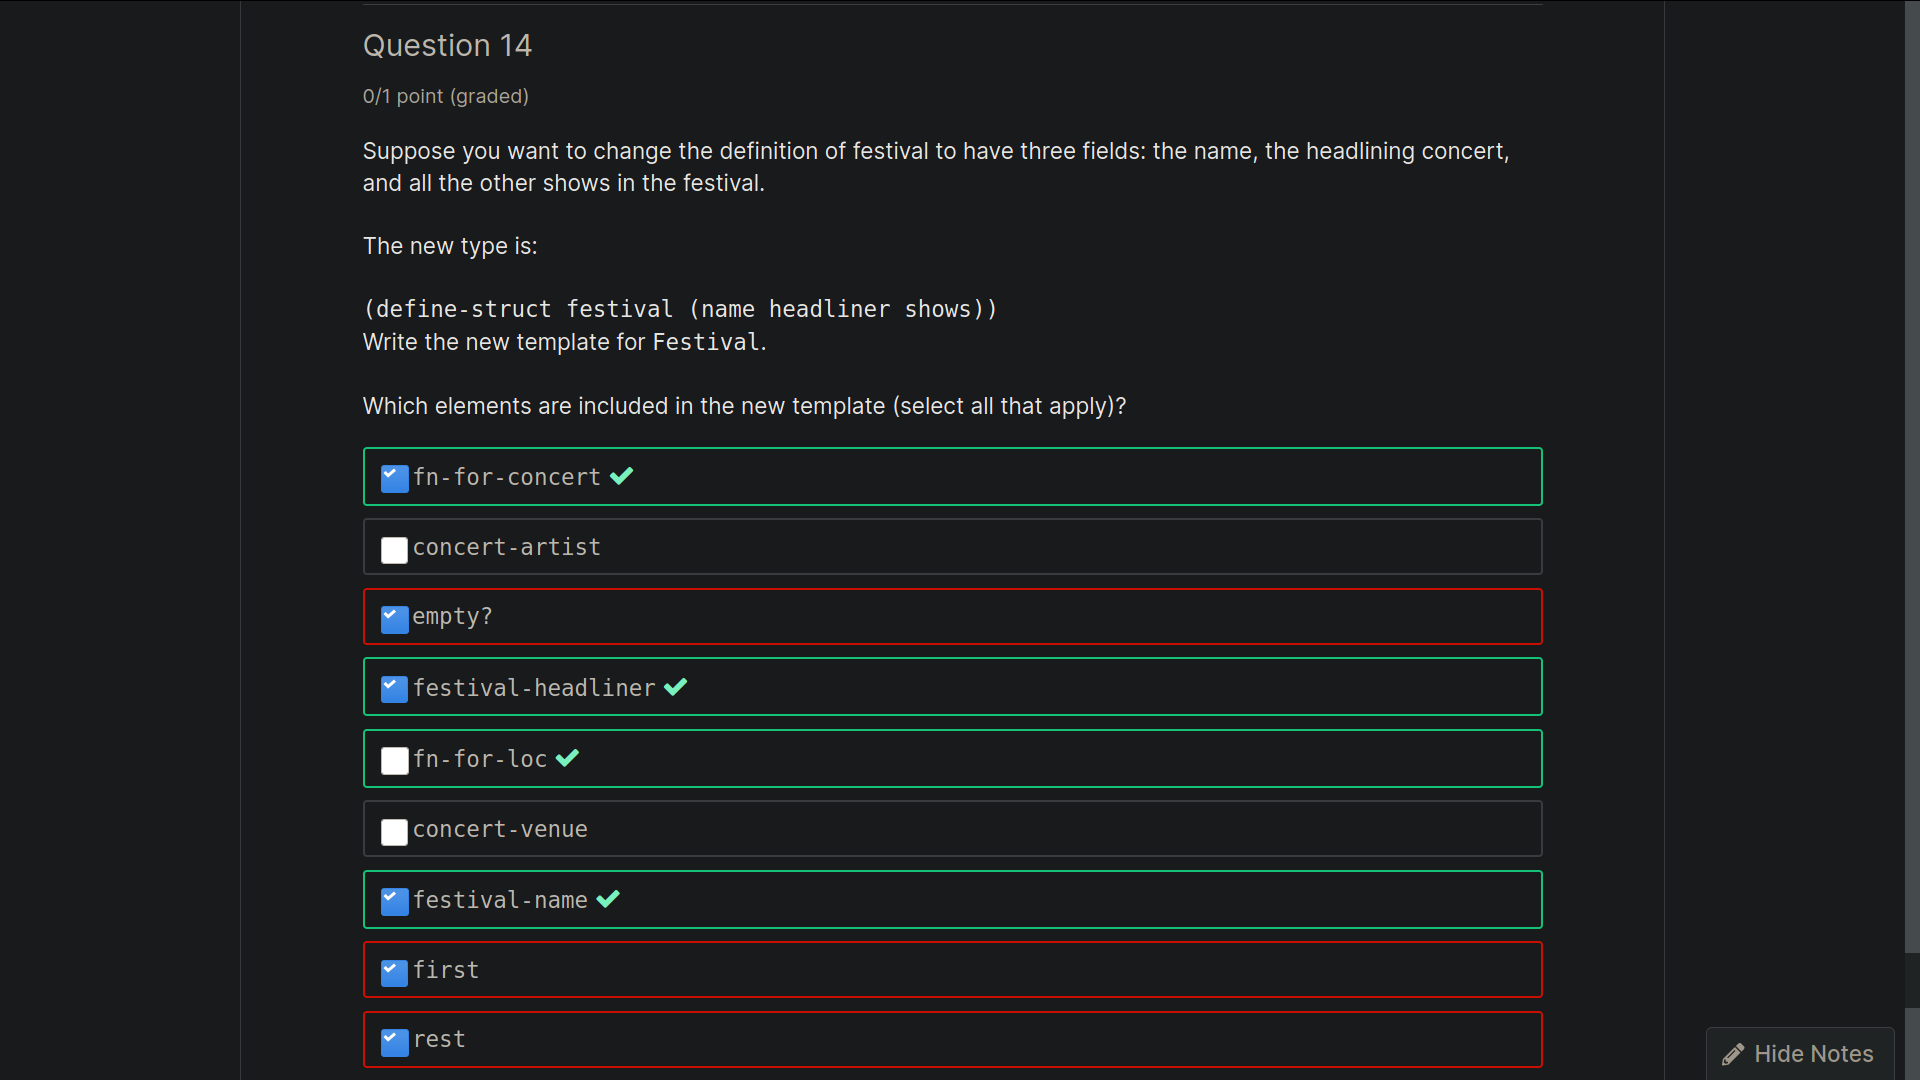 Question 14
0/1 point (graded)
Suppose you want to change the definition of festival to have three fields: the name, the headlining concert,
and all the other shows in the festival.
The new type is:
(define-struct festival (name headliner shows))
Write the new template for Festival.
Which elements are included in the new template (select all that apply)?
fn-for-concert
concert-artist
empty?
festival-headliner
fn-for-loc
concert-venue
festival-name
first
rest
Hide Notes